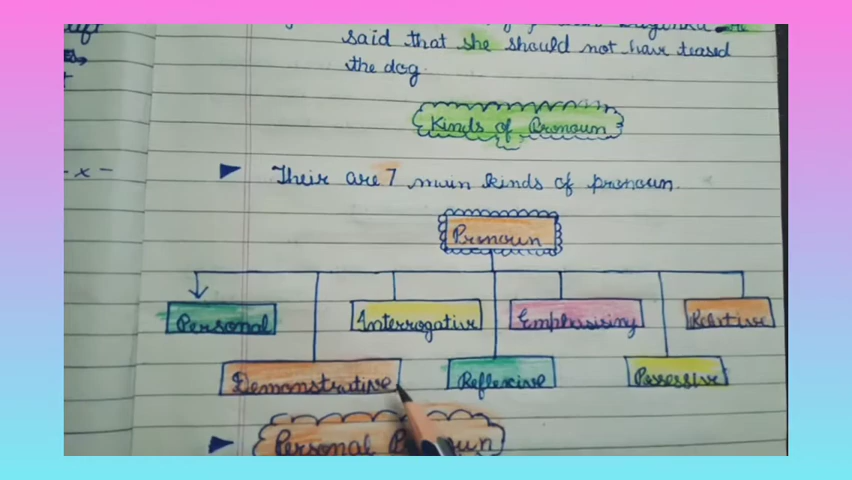 said that she should not have teased
the dog.
Kinds of Pronoun
- x -
Their are 7 main kinds of pronoun.
Pronoun
Personal Interrogative Emphasising Relative
Demonstrative Reflexive Possessive
Personal